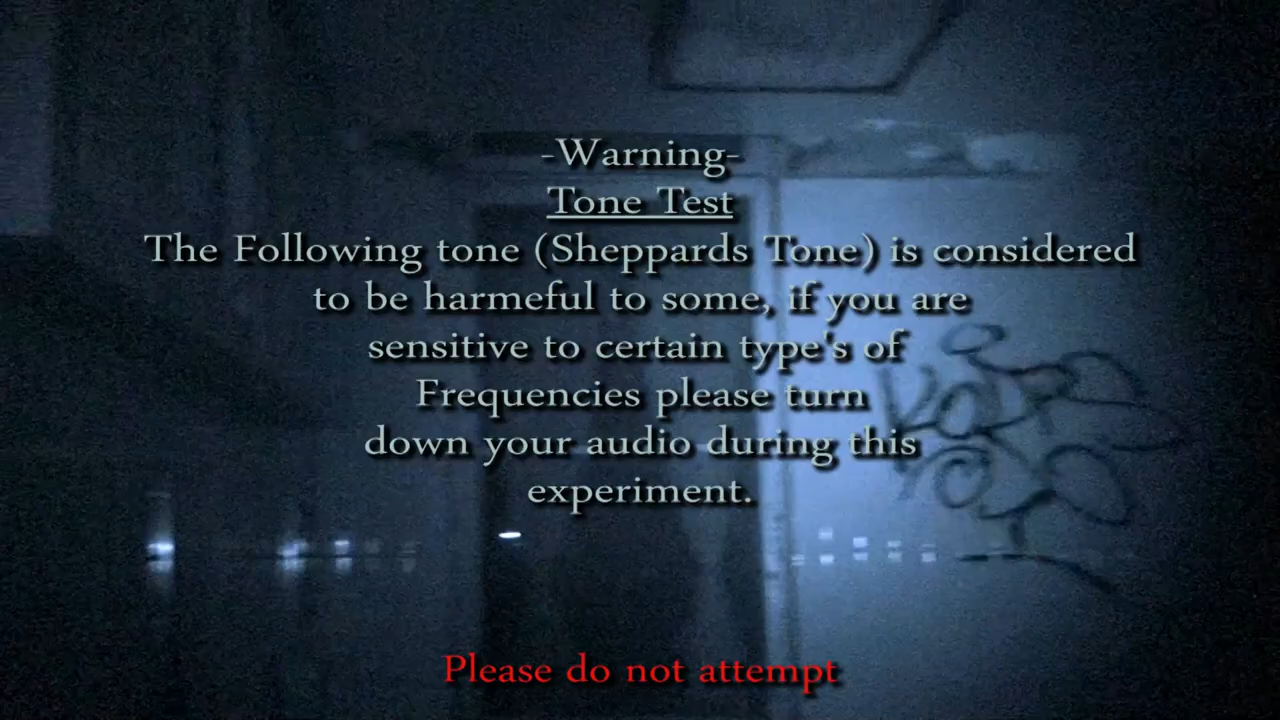 -Warning-
Tone Test
The Following tone (Sheppards Tone) is considered
to be harmeful to some, if you are
sensitive to certain type's of
Frequencies please turn
down your audio during this
experiment.
Please do not attempt